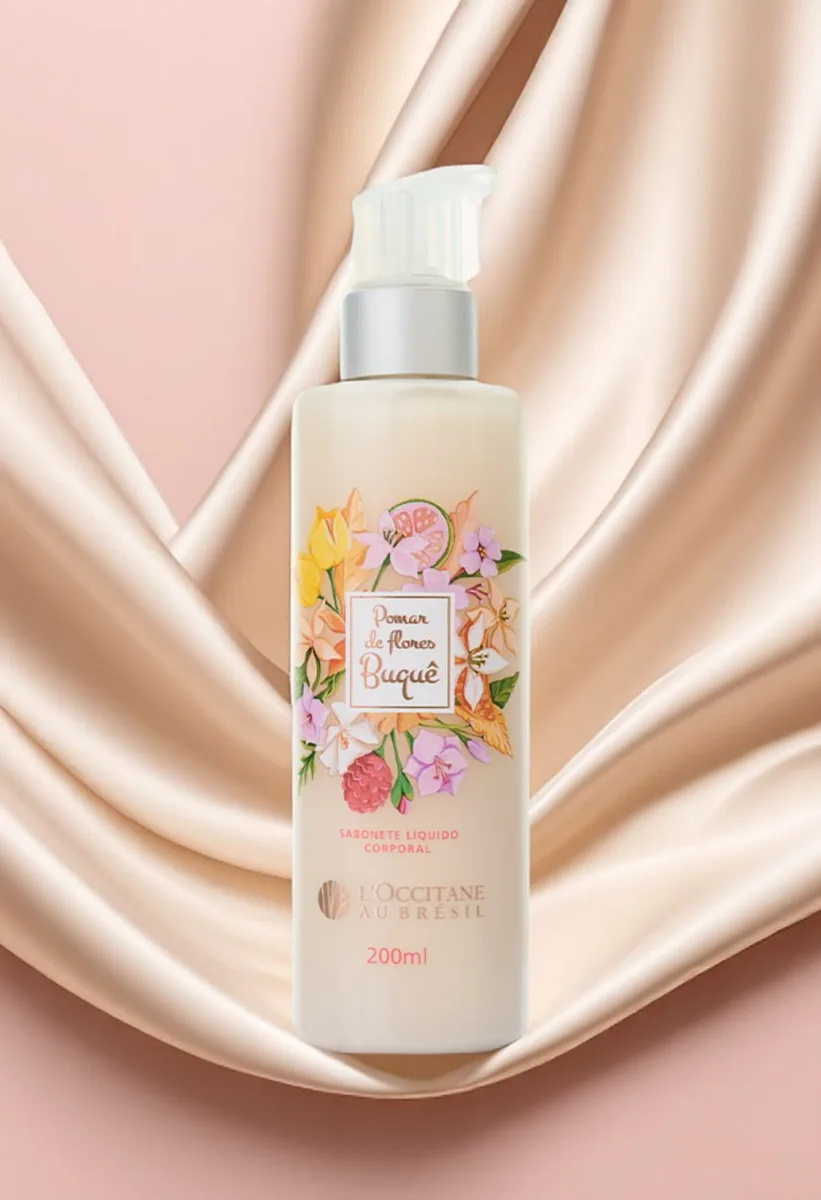 Pomar
de flores
Buquê
SABONETE LÍQUIDO
CORPORAL
L'OCCITANE
AU BRÉSIL
200ml